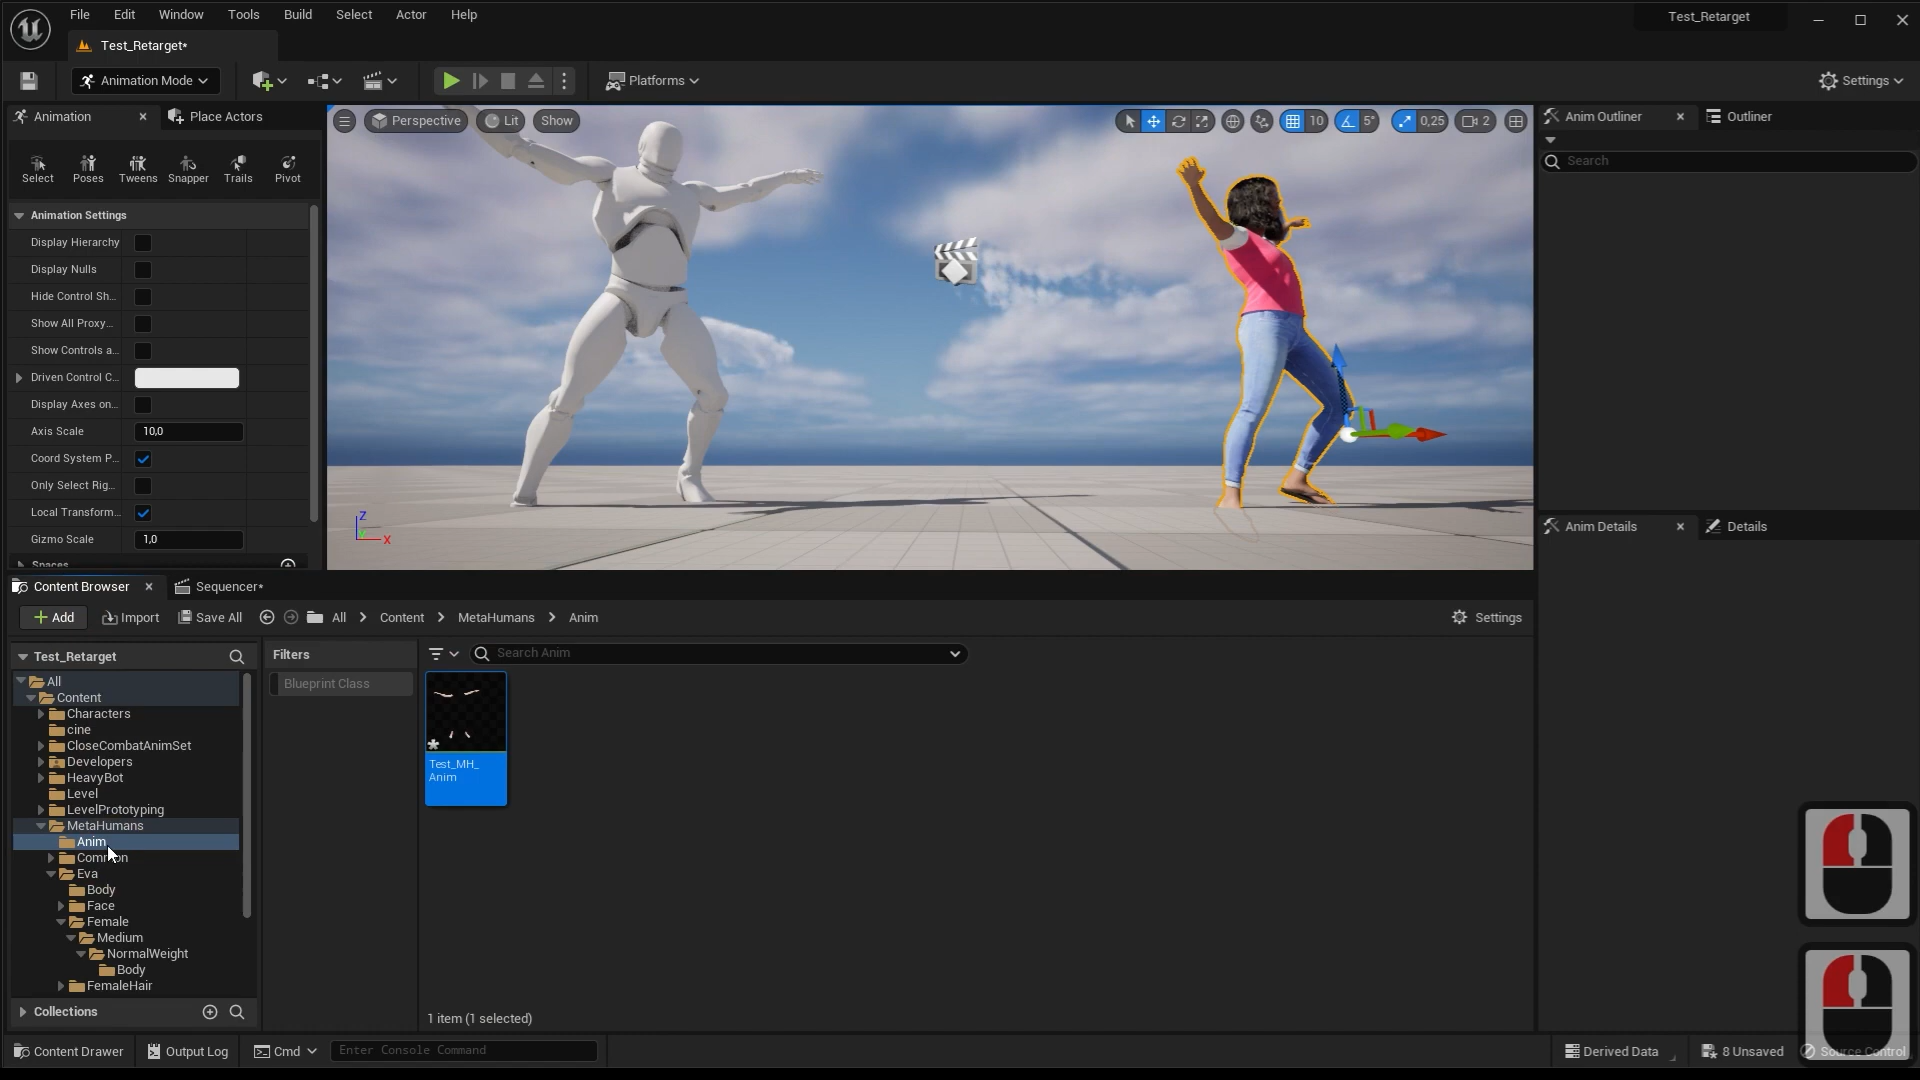 File Edit Window Tools Build Select Actor Help
Test_Retarget
Test_Retarget*
Animation Mode
Platforms
Settings
Animation
Place Actors
Select Poses Tweens Snapper Trails Pivot
Animation Settings
Display Hierarchy
Display Nulls
Hide Control Sh...
Show All Proxy...
Show Controls a...
Driven Control C...
Display Axes on...
Axis Scale 10,0
Coord System P...
Only Select Rig...
Local Transform...
Gizmo Scale 1,0
Spaces
Perspective Lit Show
10 5° 0,25 2
Z
X
Anim Outliner
Outliner
Search
Anim Details
Details
Content Browser
Sequencer*
Add Import Save All All Content MetaHumans Anim
Settings
Test_Retarget
All
Content
Characters
cine
CloseCombatAnimSet
Developers
HeavyBot
Level
LevelPrototyping
MetaHumans
Anim
Common
Eva
Body
Face
Female
Medium
NormalWeight
Body
FemaleHair
Collections
Filters
Blueprint Class
Search Anim
Test_MH_
Anim
1 item (1 selected)
Content Drawer Output Log Cmd Enter Console Command
Derived Data 8 Unsaved Source Control